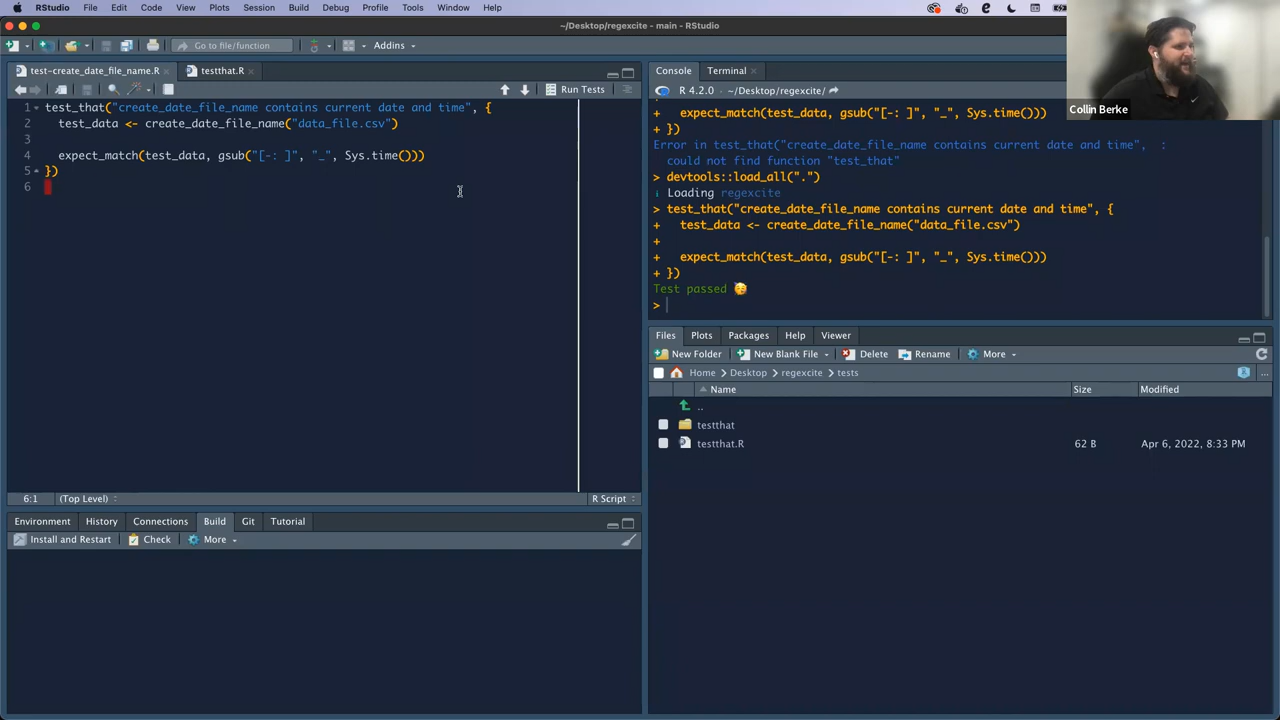 RStudio File Edit Code View Plots Session Build Debug Profile Tools Window Help
~/Desktop/regexcite - main - RStudio
Go to file/function Addins
test-create_date_file_name.R testthat.R
Run Tests
1 test_that("create_date_file_name contains current date and time", {
2 test_data <- create_date_file_name("data_file.csv")
3
4 expect_match(test_data, gsub("[-: ]", "_", Sys.time()))
5 })
6
6:1 (Top Level) R Script
Environment History Connections Build Git Tutorial
Install and Restart Check More
Console Terminal
R 4.2.0 · ~/Desktop/regexcite/
+ expect_match(test_data, gsub("[-: ]", "_", Sys.time()))
+ })
Error in test_that("create_date_file_name contains current date and time", :
could not find function "test_that"
> devtools::load_all(".")
ℹ Loading regexcite
> test_that("create_date_file_name contains current date and time", {
+ test_data <- create_date_file_name("data_file.csv")
+
+ expect_match(test_data, gsub("[-: ]", "_", Sys.time()))
+ })
Test passed 🥳
>
Files Plots Packages Help Viewer
New Folder New Blank File Delete Rename More
Home Desktop regexcite tests
Name Size Modified
..
testthat
testthat.R 62 B Apr 6, 2022, 8:33 PM
Collin Berke